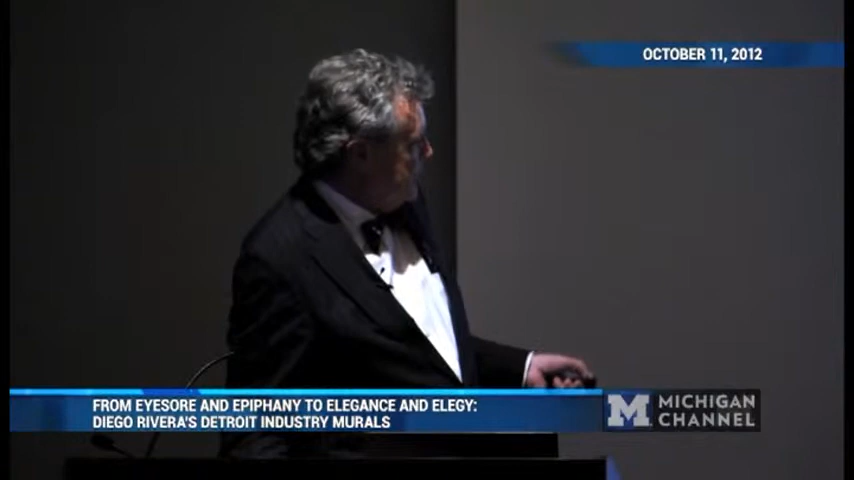 OCTOBER 11, 2012
FROM EYESORE AND EPIPHANY TO ELEGANCE AND ELEGY:
DIEGO RIVERA'S DETROIT INDUSTRY MURALS
M MICHIGAN
CHANNEL